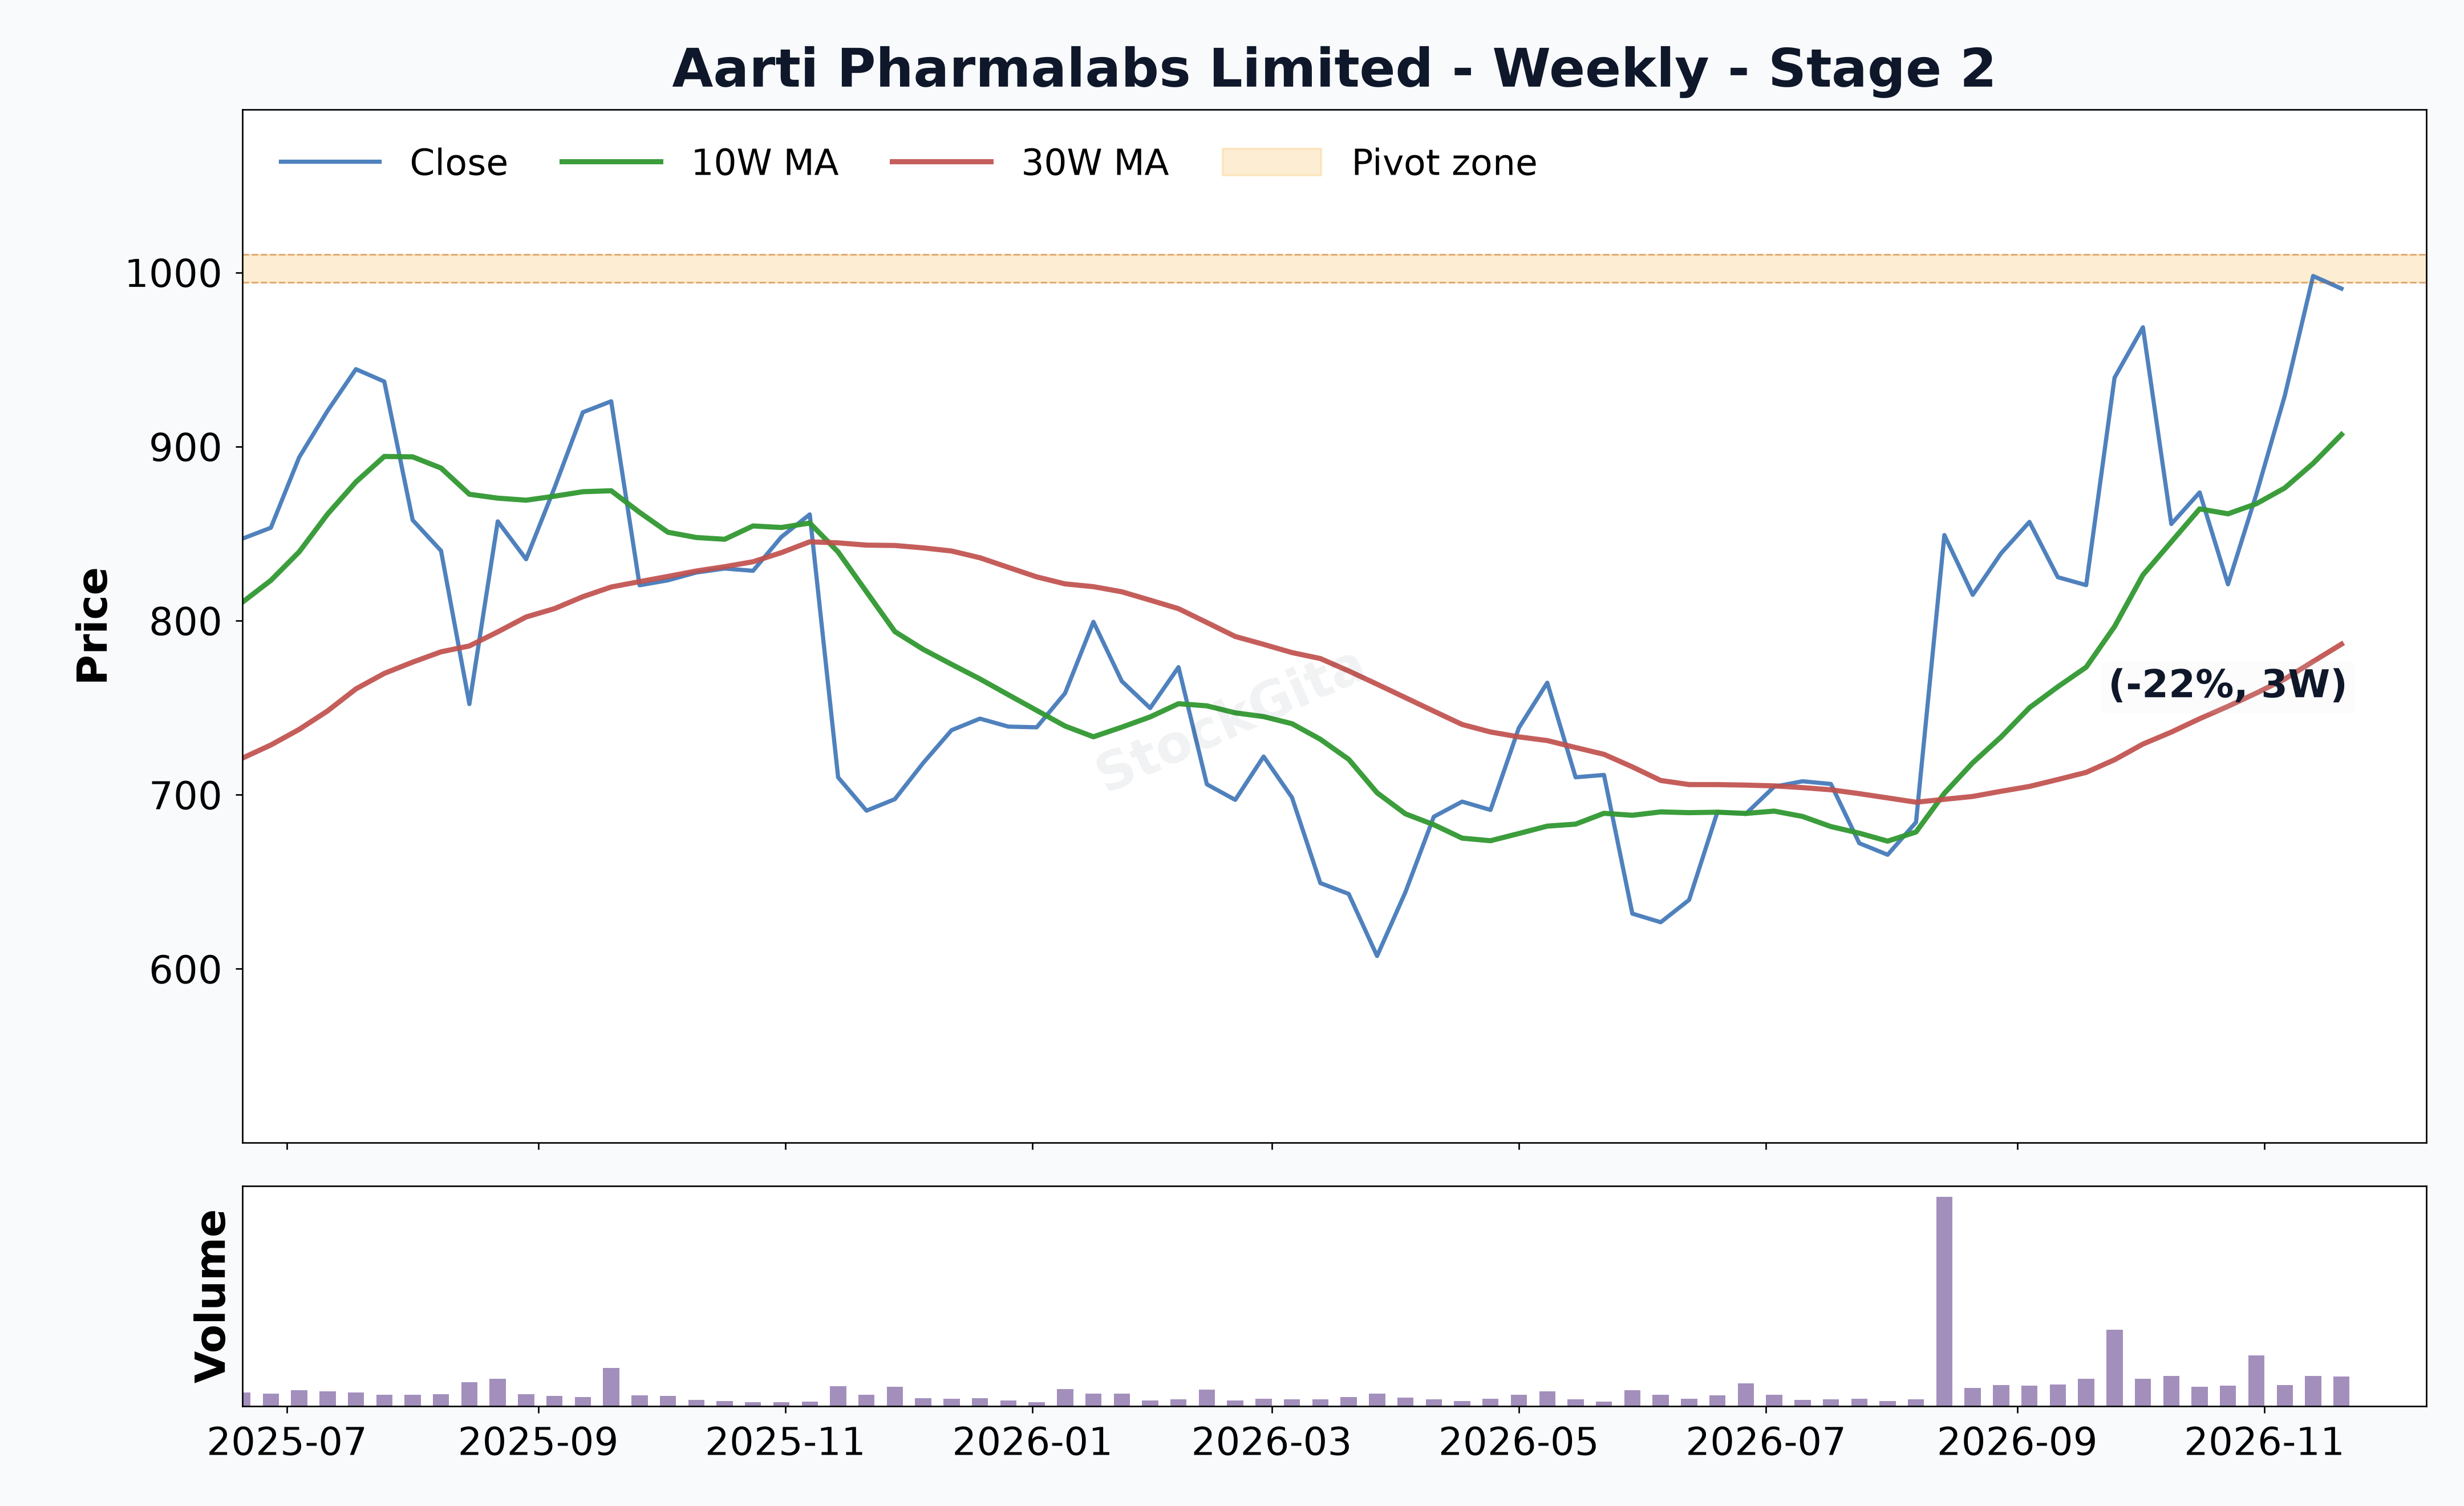 Aarti Pharmalabs Limited - Weekly - Stage 2
Close
10W MA
30W MA
Pivot zone
Price
1000
900
800
700
600
StockGita
(-22%, 3W)
Volume
2025-07
2025-09
2025-11
2026-01
2026-03
2026-05
2026-07
2026-09
2026-11